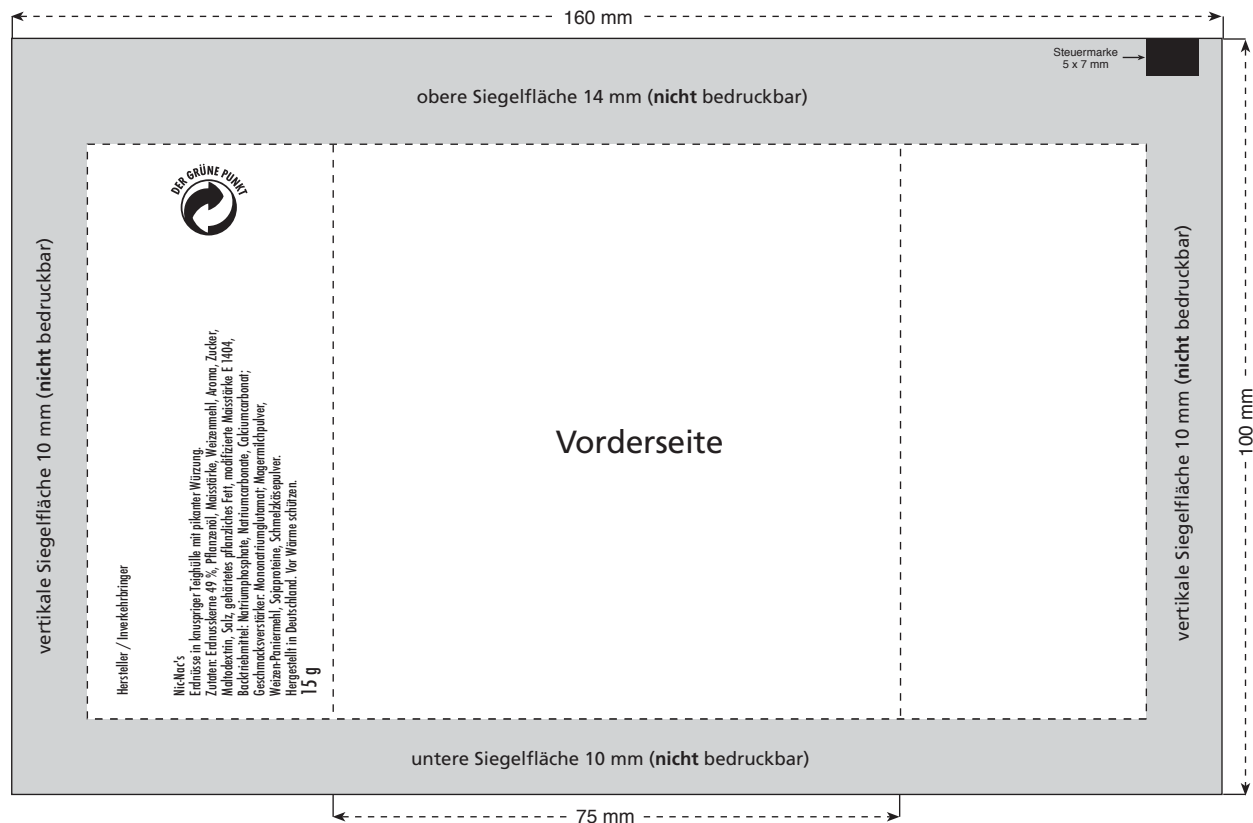 160 mm
Steuermarke
5 x 7 mm
obere Siegelfläche 14 mm (nicht bedruckbar)
DER GRÜNE PUNKT
vertikale Siegelfläche 10 mm (nicht bedruckbar)
Hersteller / Inverkehrbringer
Nic-Nac's
Erdnüsse in knuspriger Teighülle mit pikanter Würzung.
Zutaten: Erdnusskerne 49 %, Pflanzenöl, Maisstärke, Weizenmehl, Aroma, Zucker,
Maltodextrin, Salz, gehärtetes pflanzliches Fett, modifizierte Maisstärke E 1404,
Backtriebmittel: Natriumphosphate, Natriumcarbonate, Calciumcarbonat;
Geschmacksverstärker: Mononatriumglutamat; Magermilchpulver,
Weizen-Paniermehl, Sojaproteine, Schmelzkäsepulver.
Hergestellt in Deutschland. Vor Wärme schützen.
15 g
Vorderseite
vertikale Siegelfläche 10 mm (nicht bedruckbar)
100 mm
untere Siegelfläche 10 mm (nicht bedruckbar)
75 mm